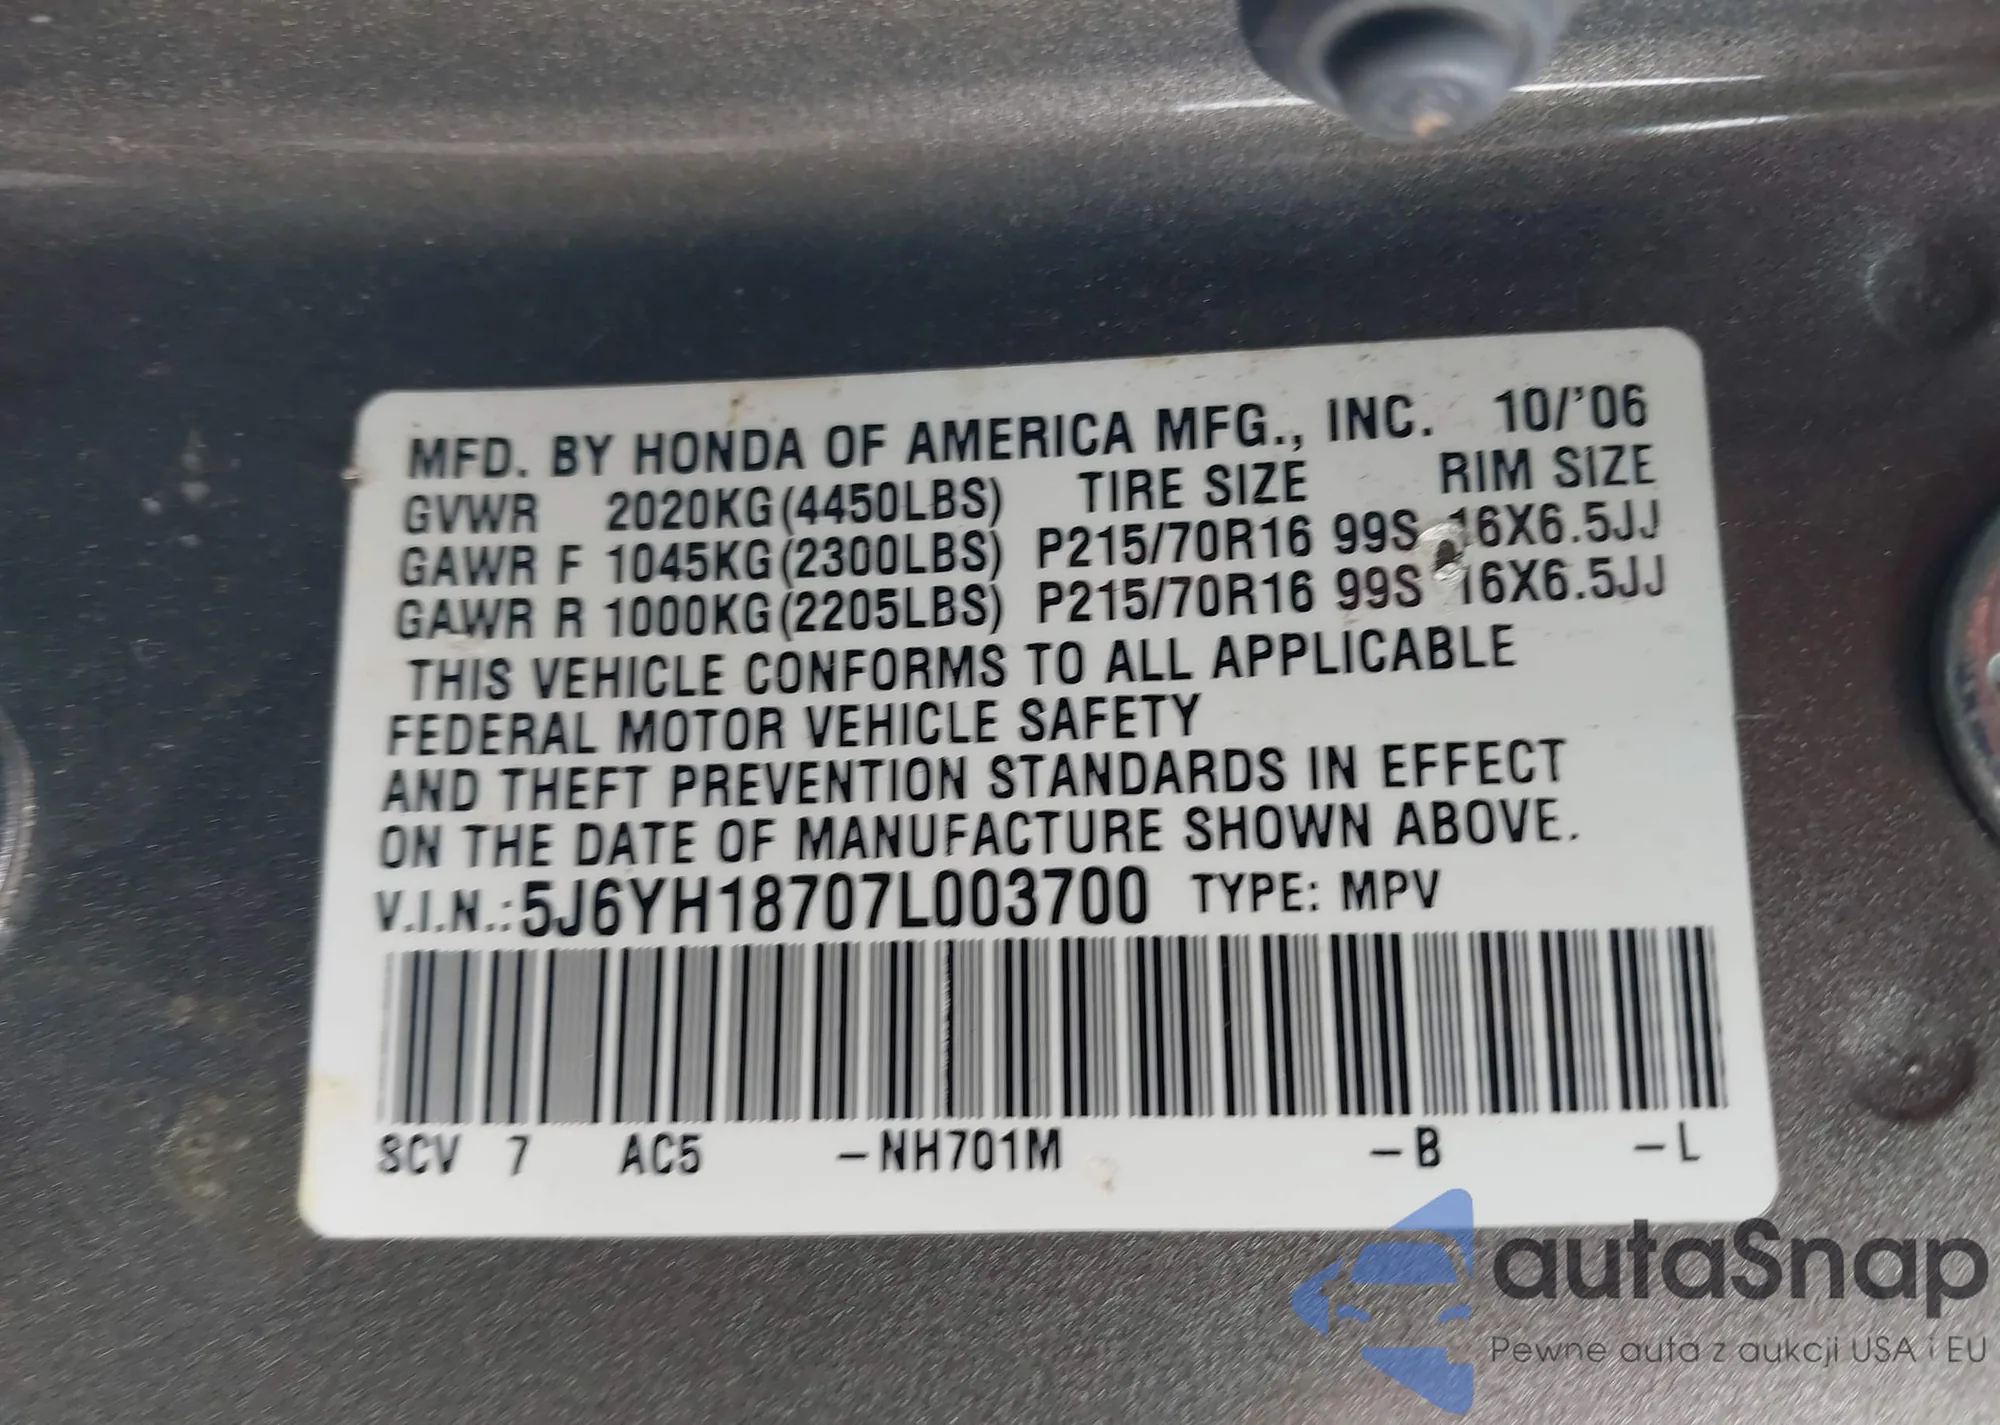 MFD. BY HONDA OF AMERICA MFG., INC. 10/'06
GVWR 2020KG(4450LBS) TIRE SIZE RIM SIZE
GAWR F 1045KG(2300LBS) P215/70R16 99S 16X6.5JJ
GAWR R 1000KG(2205LBS) P215/70R16 99S 16X6.5JJ
THIS VEHICLE CONFORMS TO ALL APPLICABLE
FEDERAL MOTOR VEHICLE SAFETY
AND THEFT PREVENTION STANDARDS IN EFFECT
ON THE DATE OF MANUFACTURE SHOWN ABOVE.
V.I.N.:5J6YH18707L003700 TYPE: MPV
SCV 7 AC5 –NH701M –B –L
autaSnap
Pewne auta z aukcji USA i EU